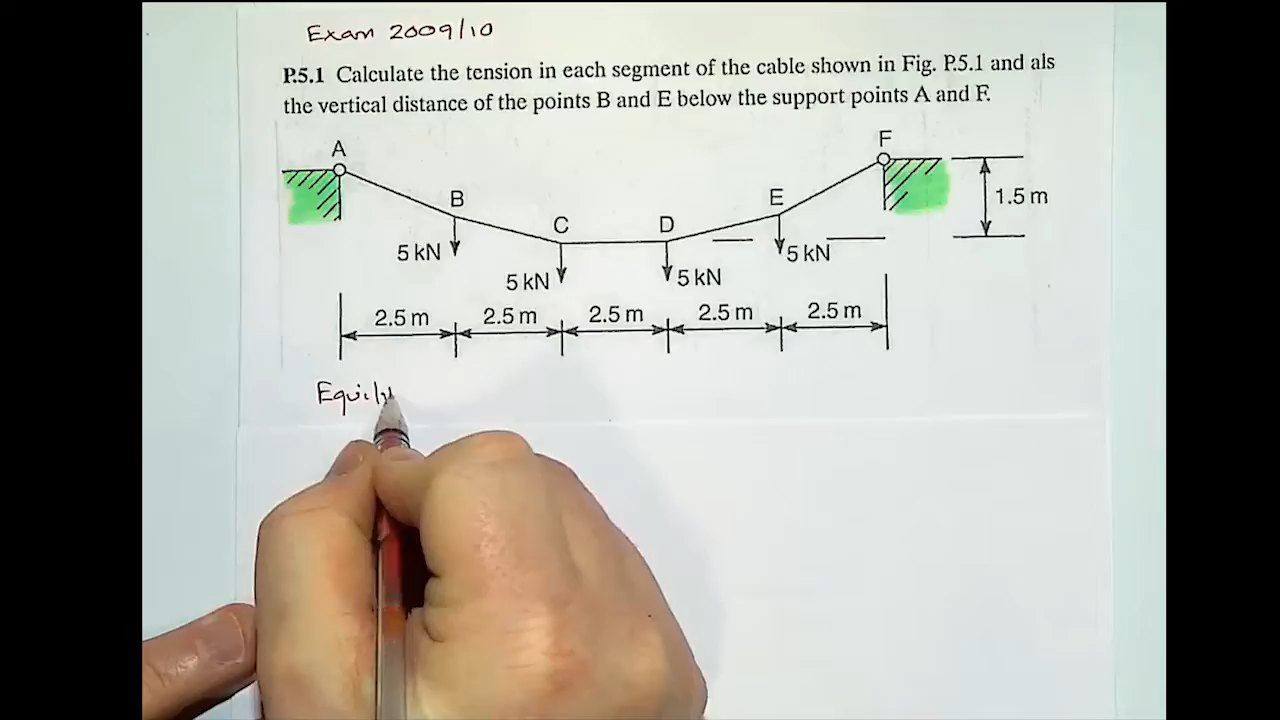 Exam 2009/10
P.5.1 Calculate the tension in each segment of the cable shown in Fig. P.5.1 and als
the vertical distance of the points B and E below the support points A and F.
F
A
B
E
1.5 m
C
D
5 kN
5 kN
5 kN
5 kN
2.5 m
2.5 m
2.5 m
2.5 m
2.5 m